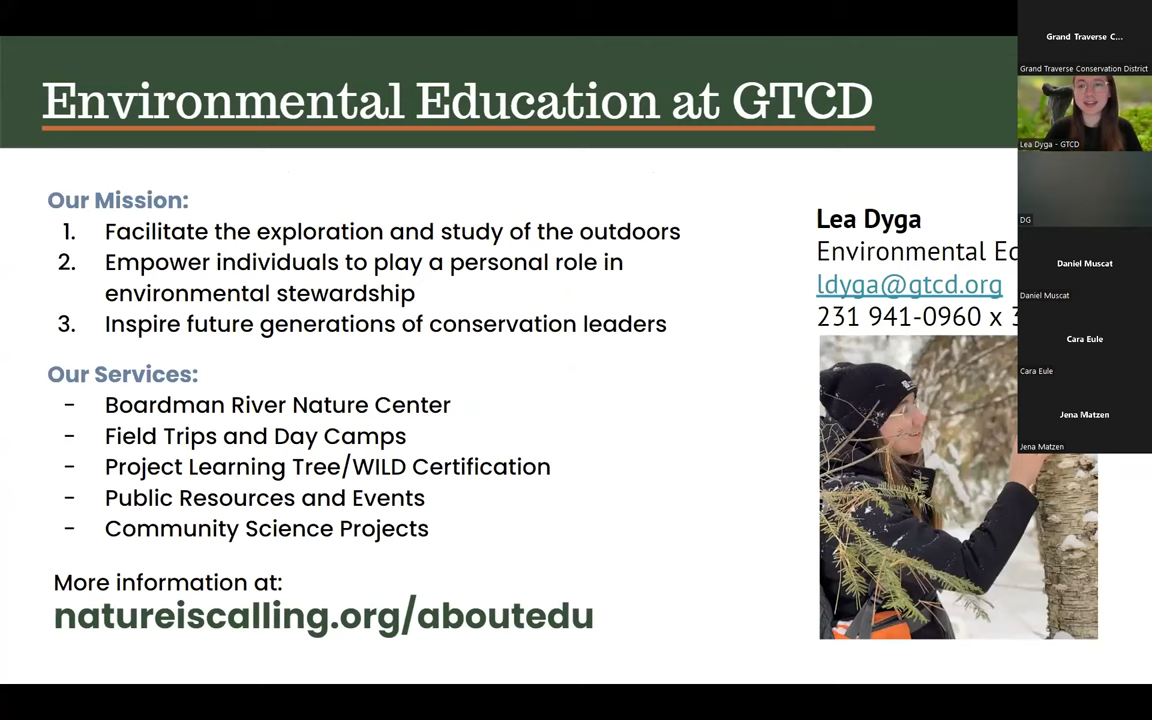 Environmental Education at GTCD
Our Mission:
1. Facilitate the exploration and study of the outdoors
2. Empower individuals to play a personal role in
environmental stewardship
3. Inspire future generations of conservation leaders
Our Services:
- Boardman River Nature Center
- Field Trips and Day Camps
- Project Learning Tree/WILD Certification
- Public Resources and Events
- Community Science Projects
More information at:
natureiscalling.org/aboutedu
Lea Dyga
Environmental
ldyga@gtcd.org
231 941-0960 x
Grand Traverse C...
Grand Traverse Conservation District
Lea Dyga - GTCD
DG
Daniel Muscat
Daniel Muscat
Cara Eule
Cara Eule
Jena Matzen
Jena Matzen